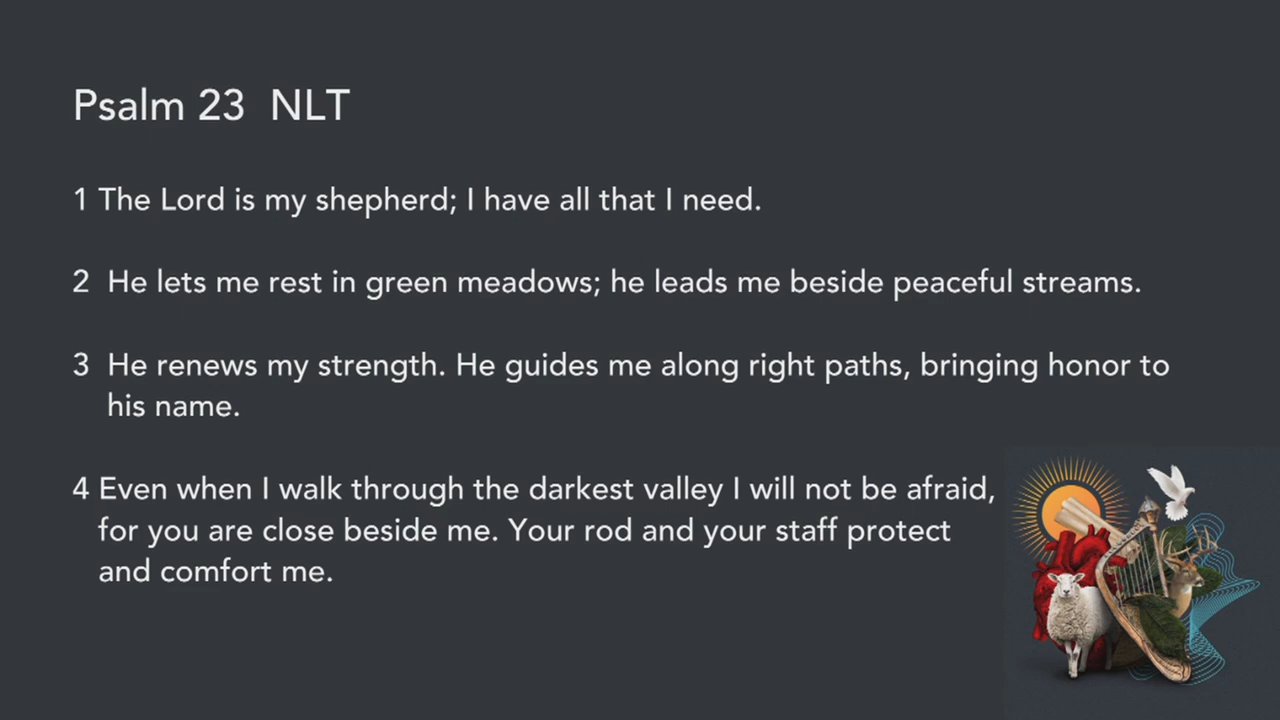 Psalm 23 NLT
1 The Lord is my shepherd; I have all that I need.
2 He lets me rest in green meadows; he leads me beside peaceful streams.
3 He renews my strength. He guides me along right paths, bringing honor to
his name.
4 Even when I walk through the darkest valley I will not be afraid,
for you are close beside me. Your rod and your staff protect
and comfort me.